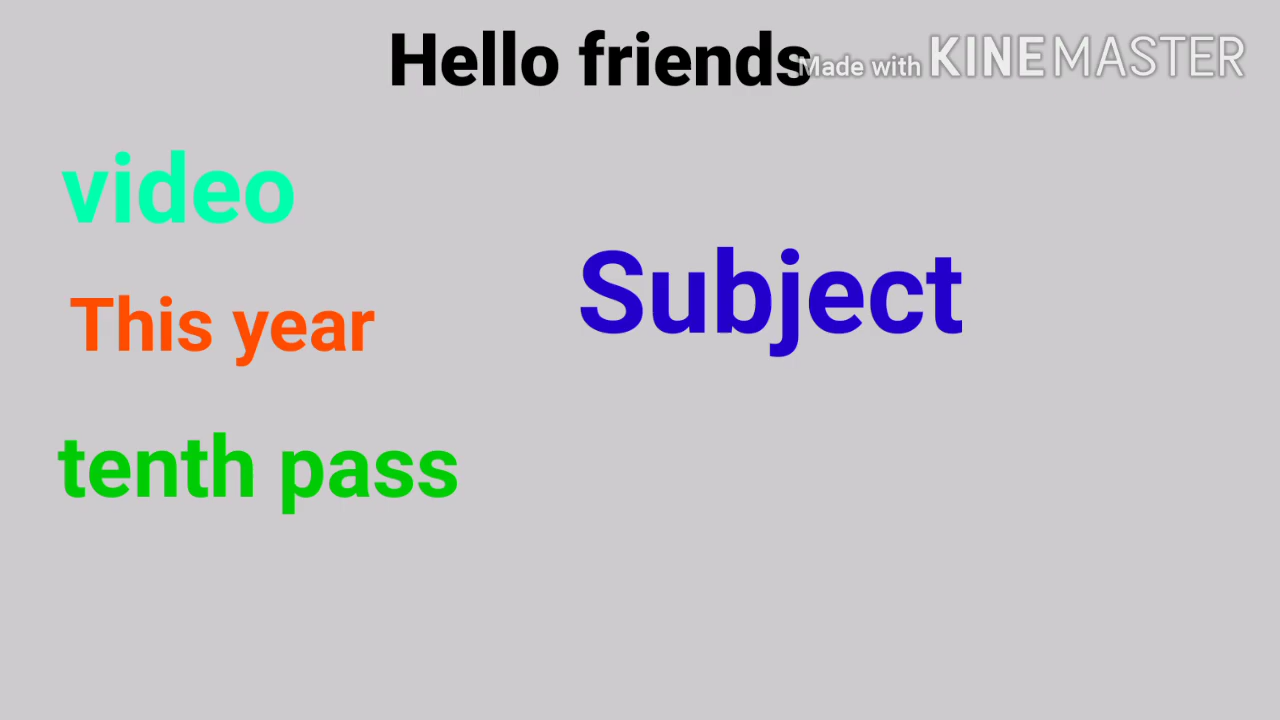 Hello friends
Made with KINEMASTER
video
Subject
This year
tenth pass